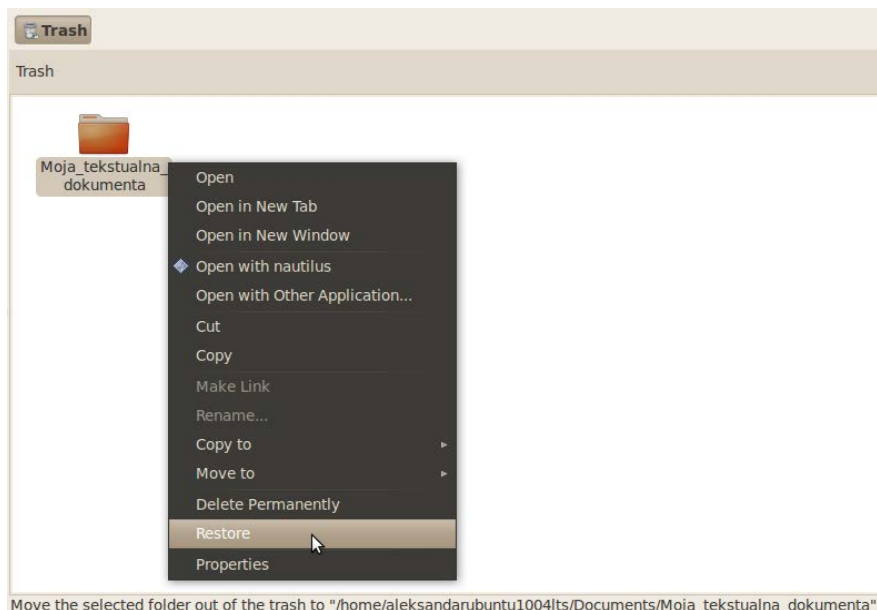 Trash
Trash
Moja_tekstualna_
dokumenta
Open
Open in New Tab
Open in New Window
Open with nautilus
Open with Other Application...
Cut
Copy
Make Link
Rename...
Copy to
Move to
Delete Permanently
Restore
Properties
Move the selected folder out of the trash to "/home/aleksandarubuntu1004lts/Documents/Moja_tekstualna_dokumenta"